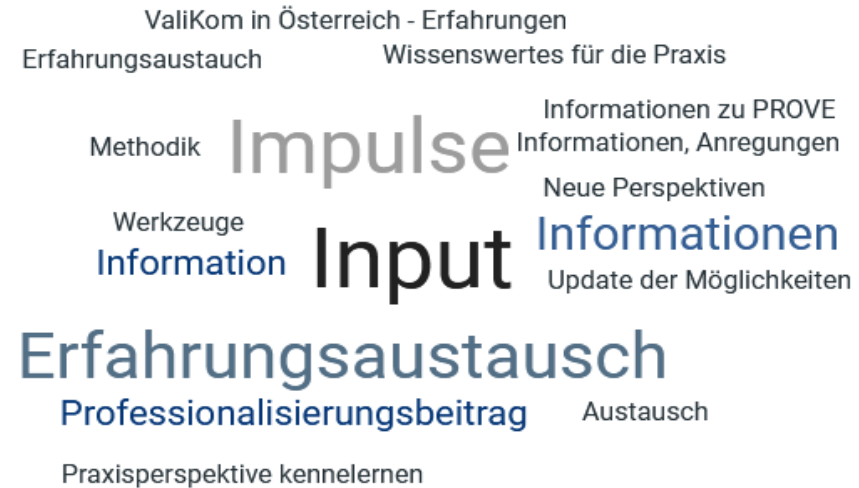 ValiKom in Österreich - Erfahrungen
Erfahrungsaustauch
Wissenswertes für die Praxis
Informationen zu PROVE
Methodik
Impulse
Informationen, Anregungen
Neue Perspektiven
Werkzeuge
Informationen
Information
Input
Update der Möglichkeiten
Erfahrungsaustausch
Professionalisierungsbeitrag
Austausch
Praxisperspektive kennelernen